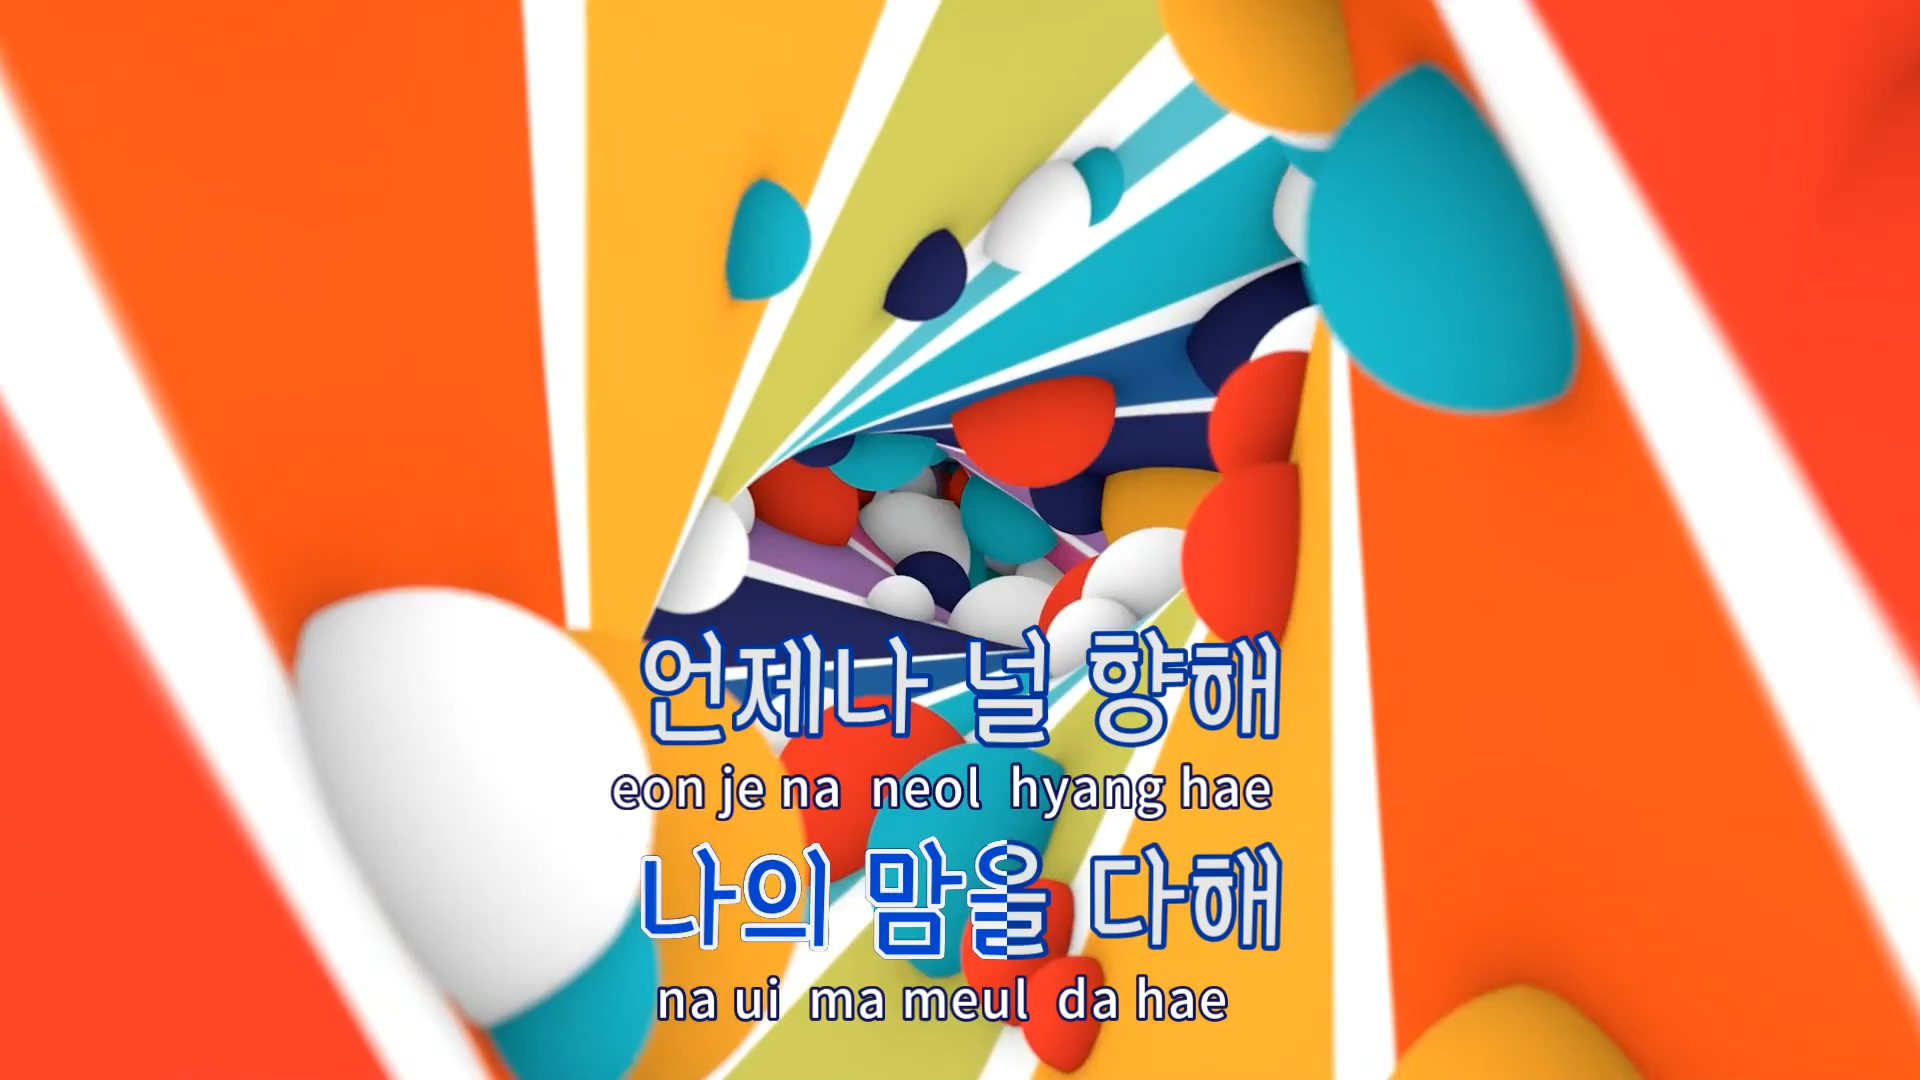 언제나 널 향해
eon je na neol hyang hae
나의 맘을 다해
na ui ma meul da hae